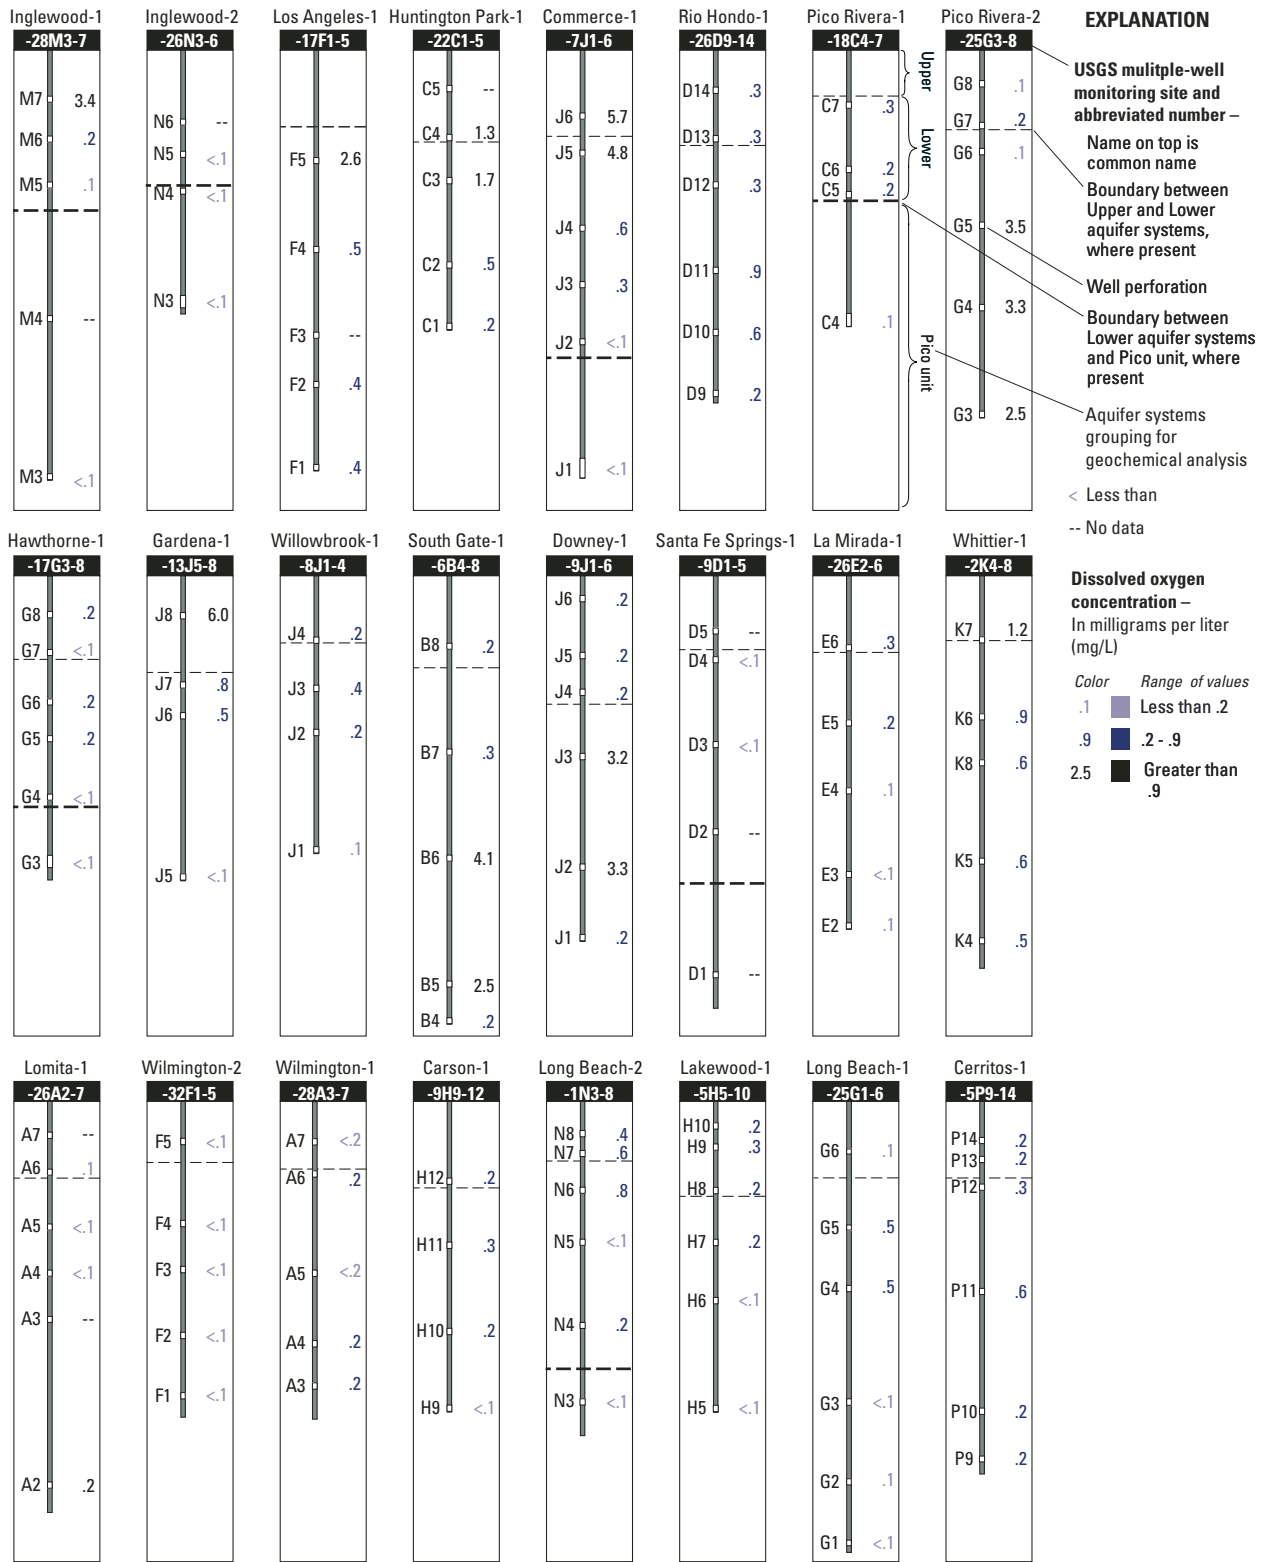 Inglewood-1
-28M3-7
M7 3.4
M6 .2
M5 .1
M4 --
M3 <.1
Inglewood-2
-26N3-6
N6 --
N5 <.1
N4 <.1
N3 <.1
Los Angeles-1
-17F1-5
F5 2.6
F4 .5
F3 --
F2 .4
F1 .4
Huntington Park-1
-22C1-5
C5 --
C4 1.3
C3 1.7
C2 .5
C1 .2
Commerce-1
-7J1-6
J6 5.7
J5 4.8
J4 .6
J3 .3
J2 <.1
J1 <.1
Rio Hondo-1
-26D9-14
D14 .3
D13 .3
D12 .3
D11 .9
D10 .6
D9 .2
Pico Rivera-1
-18C4-7
C7 .3
C6 .2
C5 .2
C4 .1
Upper
Lower
Pico unit
Pico Rivera-2
-25G3-8
G8 .1
G7 .2
G6 .1
G5 3.5
G4 3.3
G3 2.5
EXPLANATION
USGS mulitple-well
monitoring site and
abbreviated number –
Name on top is
common name
Boundary between
Upper and Lower
aquifer systems,
where present
Well perforation
Boundary between
Lower aquifer systems
and Pico unit, where
present
Aquifer systems
grouping for
geochemical analysis
< Less than
-- No data
Dissolved oxygen
concentration –
In milligrams per liter
(mg/L)
Color Range of values
.1 Less than .2
.9 .2 - .9
2.5 Greater than
.9
Hawthorne-1
-17G3-8
G8 .2
G7 <.1
G6 .2
G5 .2
G4 <.1
G3 <.1
Gardena-1
-13J5-8
J8 6.0
J7 .8
J6 .5
J5 <.1
Willowbrook-1
-8J1-4
J4 .2
J3 .4
J2 .2
J1 .1
South Gate-1
-6B4-8
B8 .2
B7 .3
B6 4.1
B5 2.5
B4 .2
Downey-1
-9J1-6
J6 .2
J5 .2
J4 .2
J3 3.2
J2 3.3
J1 .2
Santa Fe Springs-1
-9D1-5
D5 --
D4 <.1
D3 <.1
D2 --
D1 --
La Mirada-1
-26E2-6
E6 .3
E5 .2
E4 .1
E3 <.1
E2 .1
Whittier-1
-2K4-8
K7 1.2
K6 .9
K8 .6
K5 .6
K4 .5
Lomita-1
-26A2-7
A7 --
A6 .1
A5 <.1
A4 <.1
A3 --
A2 .2
Wilmington-2
-32F1-5
F5 <.1
F4 <.1
F3 <.1
F2 <.1
F1 <.1
Wilmington-1
-28A3-7
A7 <.2
A6 .2
A5 <.2
A4 .2
A3 .2
Carson-1
-9H9-12
H12 .2
H11 .3
H10 .2
H9 <.1
Long Beach-2
-1N3-8
N8 .4
N7 .6
N6 .8
N5 <.1
N4 .2
N3 <.1
Lakewood-1
-5H5-10
H10 .2
H9 .3
H8 .2
H7 .2
H6 <.1
H5 <.1
Long Beach-1
-25G1-6
G6 .1
G5 .5
G4 .5
G3 <.1
G2 .1
G1 <.1
Cerritos-1
-5P9-14
P14 .2
P13 .2
P12 .3
P11 .6
P10 .2
P9 .2